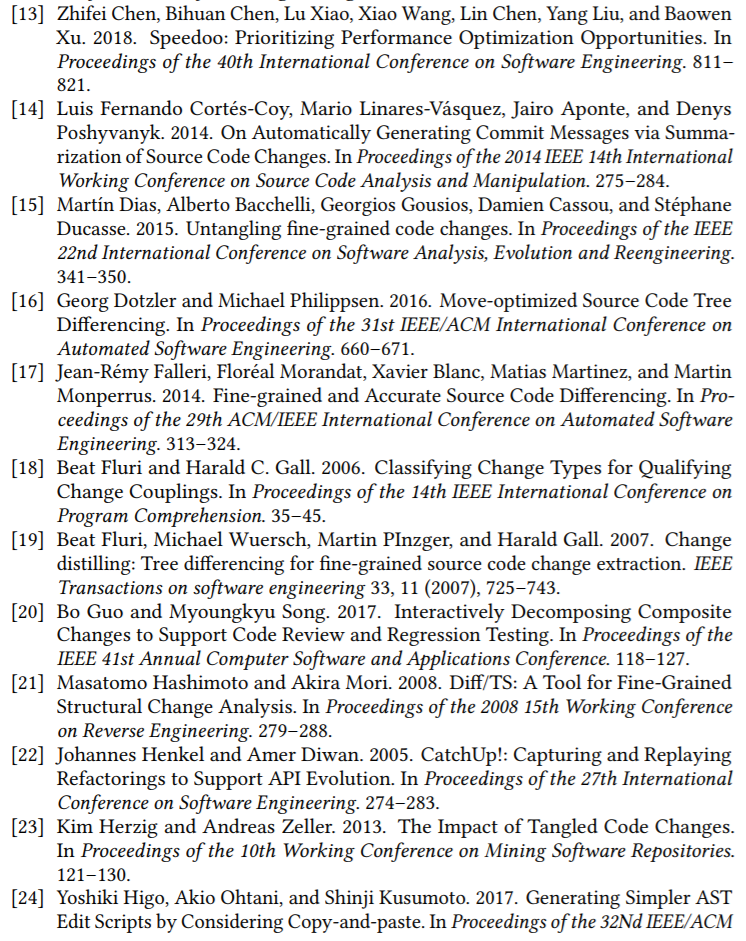 [13] Zhifei Chen, Bihuan Chen, Lu Xiao, Xiao Wang, Lin Chen, Yang Liu, and Baowen
Xu. 2018. Speedoo: Prioritizing Performance Optimization Opportunities. In
Proceedings of the 40th International Conference on Software Engineering. 811–
821.
[14] Luis Fernando Cortés-Coy, Mario Linares-Vásquez, Jairo Aponte, and Denys
Poshyvanyk. 2014. On Automatically Generating Commit Messages via Summa-
rization of Source Code Changes. In Proceedings of the 2014 IEEE 14th International
Working Conference on Source Code Analysis and Manipulation. 275–284.
[15] Martín Dias, Alberto Bacchelli, Georgios Gousios, Damien Cassou, and Stéphane
Ducasse. 2015. Untangling fine-grained code changes. In Proceedings of the IEEE
22nd International Conference on Software Analysis, Evolution and Reengineering.
341–350.
[16] Georg Dotzler and Michael Philippsen. 2016. Move-optimized Source Code Tree
Differencing. In Proceedings of the 31st IEEE/ACM International Conference on
Automated Software Engineering. 660–671.
[17] Jean-Rémy Falleri, Floréal Morandat, Xavier Blanc, Matias Martinez, and Martin
Monperrus. 2014. Fine-grained and Accurate Source Code Differencing. In Pro-
ceedings of the 29th ACM/IEEE International Conference on Automated Software
Engineering. 313–324.
[18] Beat Fluri and Harald C. Gall. 2006. Classifying Change Types for Qualifying
Change Couplings. In Proceedings of the 14th IEEE International Conference on
Program Comprehension. 35–45.
[19] Beat Fluri, Michael Wuersch, Martin PInzger, and Harald Gall. 2007. Change
distilling: Tree differencing for fine-grained source code change extraction. IEEE
Transactions on software engineering 33, 11 (2007), 725–743.
[20] Bo Guo and Myoungkyu Song. 2017. Interactively Decomposing Composite
Changes to Support Code Review and Regression Testing. In Proceedings of the
IEEE 41st Annual Computer Software and Applications Conference. 118–127.
[21] Masatomo Hashimoto and Akira Mori. 2008. Diff/TS: A Tool for Fine-Grained
Structural Change Analysis. In Proceedings of the 2008 15th Working Conference
on Reverse Engineering. 279–288.
[22] Johannes Henkel and Amer Diwan. 2005. CatchUp!: Capturing and Replaying
Refactorings to Support API Evolution. In Proceedings of the 27th International
Conference on Software Engineering. 274–283.
[23] Kim Herzig and Andreas Zeller. 2013. The Impact of Tangled Code Changes.
In Proceedings of the 10th Working Conference on Mining Software Repositories.
121–130.
[24] Yoshiki Higo, Akio Ohtani, and Shinji Kusumoto. 2017. Generating Simpler AST
Edit Scripts by Considering Copy-and-paste. In Proceedings of the 32Nd IEEE/ACM